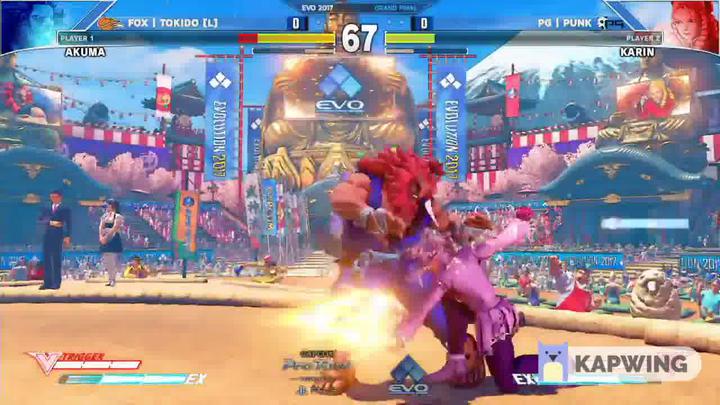 EVO 2017
GRAND FINAL
FOX | TOKIDO [L]
0
0
PG | PUNK
PLAYER 1
67
PLAYER 2
AKUMA
KARIN
EVO
EVOLUTION 2017
EVOLUTION 2017
V TRIGGER
EX
CAPCOM
Pro Tour
EVO
EX
KAPWING